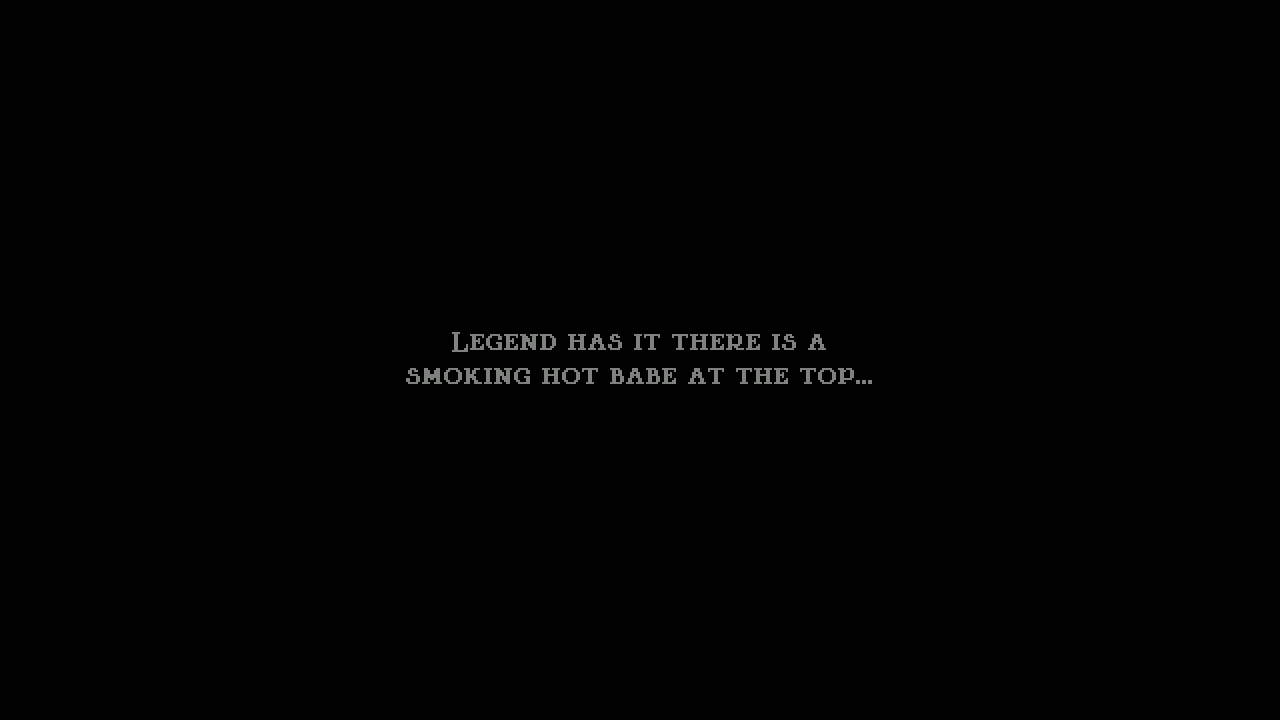 Legend has it there is a
smoking hot babe at the top...